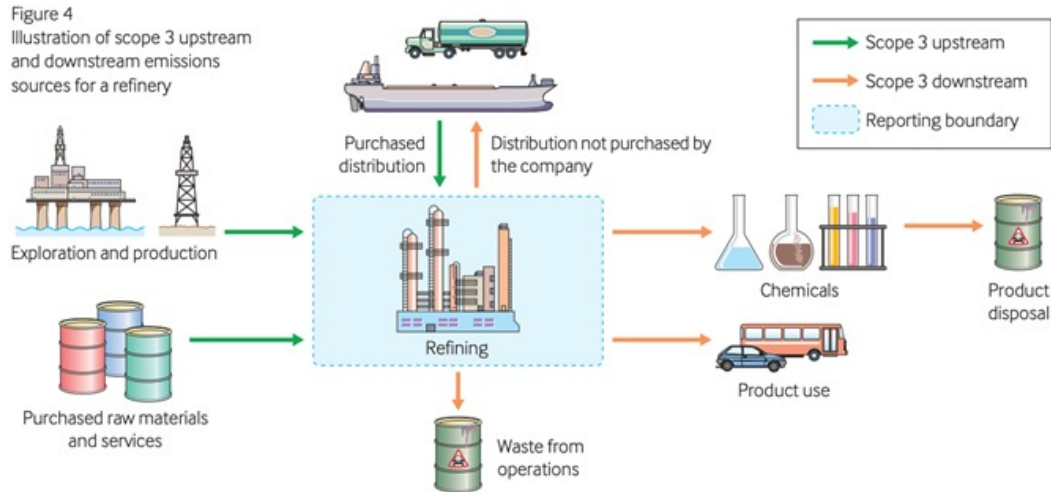 Figure 4
Illustration of scope 3 upstream
and downstream emissions
sources for a refinery
Scope 3 upstream
Scope 3 downstream
Reporting boundary
Purchased
distribution
Distribution not purchased by
the company
Exploration and production
Refining
Chemicals
Product
disposal
Purchased raw materials
and services
Product use
Waste from
operations